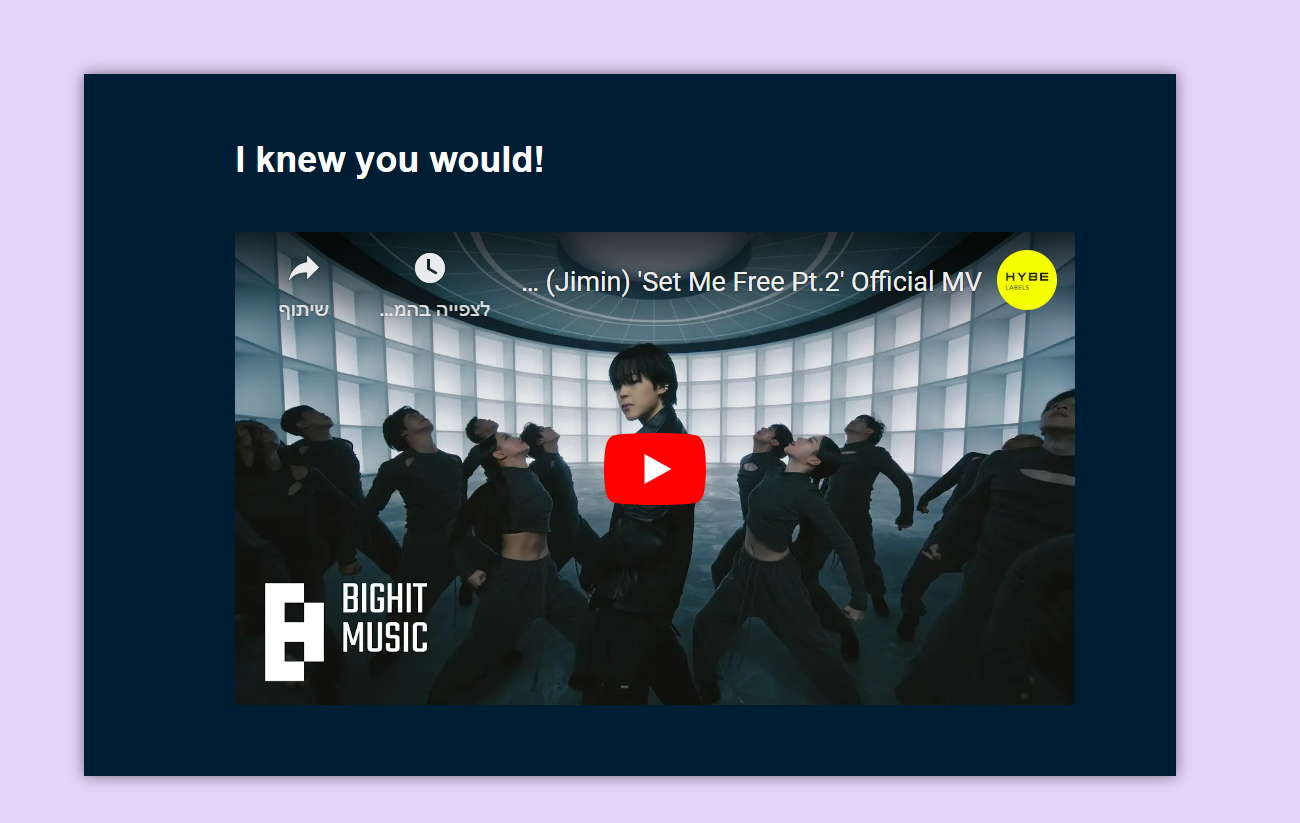 I knew you would!
שיתוף
לצפייה בהמ...
... (Jimin) 'Set Me Free Pt.2' Official MV
HYBE
LABELS
BIGHIT
MUSIC